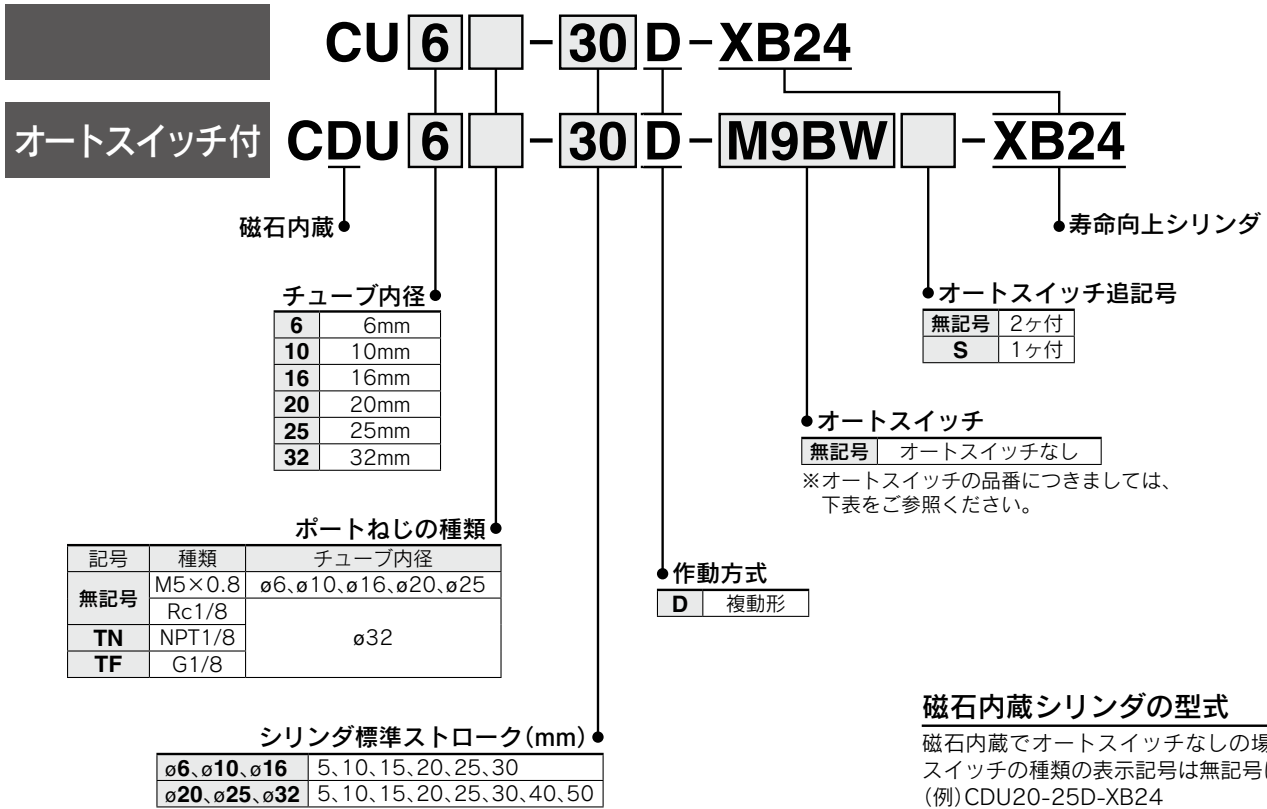 CU 6 -30 D-XB24
オートスイッチ付 CDU 6 -30 D-M9BW -XB24
磁石内蔵
寿命向上シリンダ
チューブ内径
6 6mm
10 10mm
16 16mm
20 20mm
25 25mm
32 32mm
オートスイッチ追記号
無記号 2ヶ付
S 1ヶ付
オートスイッチ
無記号 オートスイッチなし
※オートスイッチの品番につきましては、
下表をご参照ください。
ポートねじの種類
記号 種類 チューブ内径
無記号 M5×0.8 ø6、ø10、ø16、ø20、ø25
Rc1/8 ø32
TN NPT1/8
TF G1/8
作動方式
D 複動形
シリンダ標準ストローク(mm)
ø6、ø10、ø16 5、10、15、20、25、30
ø20、ø25、ø32 5、10、15、20、25、30、40、50
磁石内蔵シリンダの型式
磁石内蔵でオートスイッチなしの場
スイッチの種類の表示記号は無記号
(例)CDU20-25D-XB24